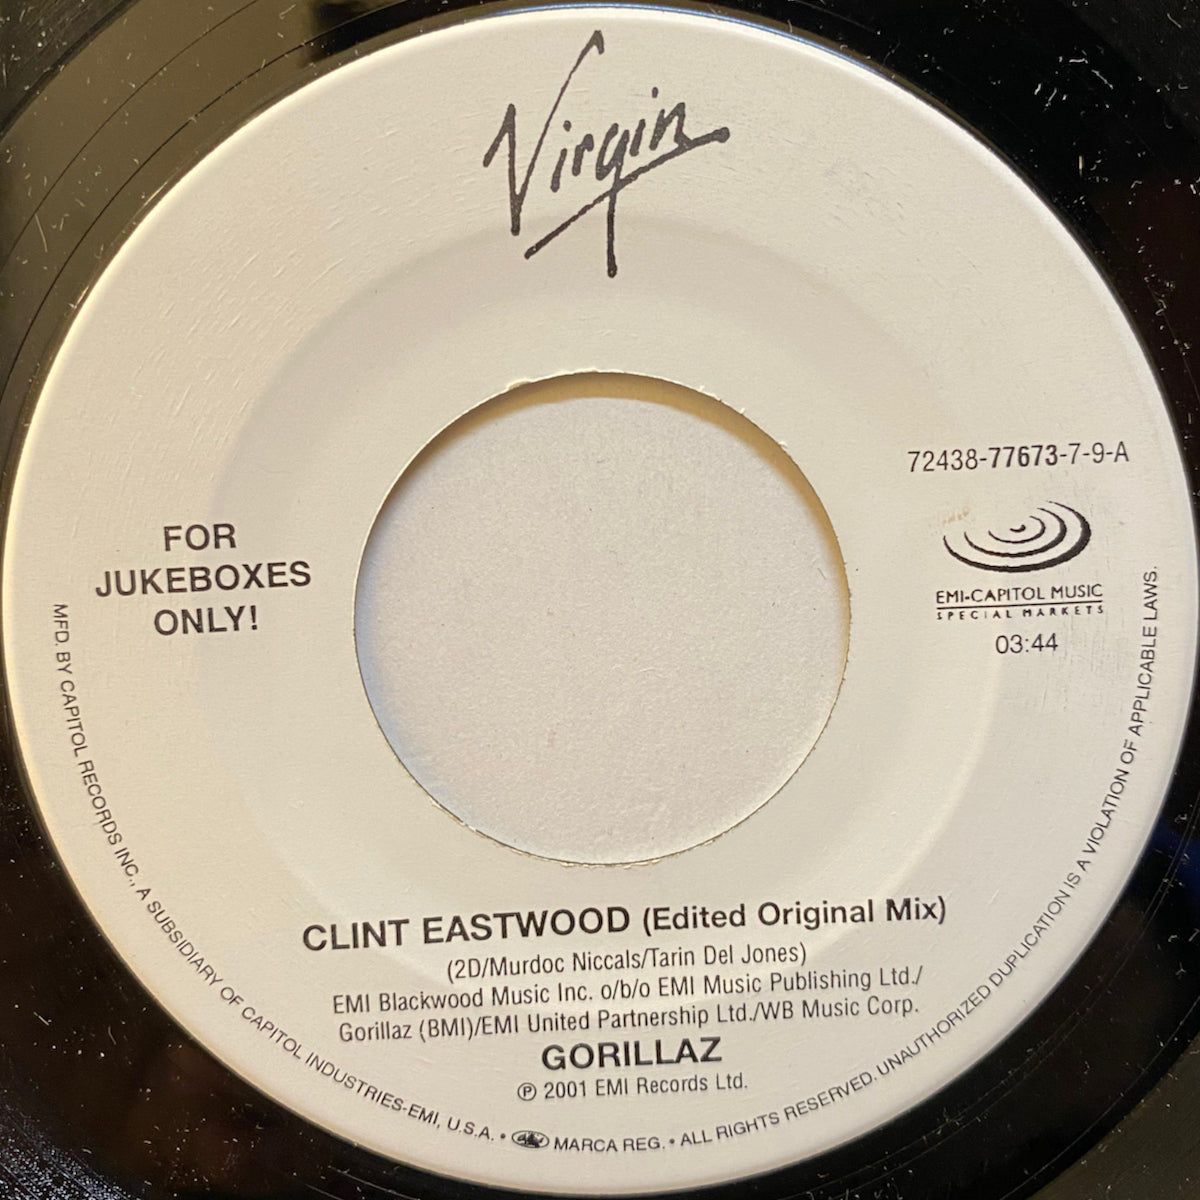 Virgin
72438-77673-7-9-A
EMI-CAPITOL MUSIC
SPECIAL MARKETS
03:44
FOR
JUKEBOXES
ONLY!
CLINT EASTWOOD (Edited Original Mix)
(2D/Murdoc Niccals/Tarin Del Jones)
EMI Blackwood Music Inc. o/b/o EMI Music Publishing Ltd./
Gorillaz (BMI)/EMI United Partnership Ltd./WB Music Corp.
GORILLAZ
℗ 2001 EMI Records Ltd.
MFD. BY CAPITOL RECORDS INC., A SUBSIDIARY OF CAPITOL INDUSTRIES-EMI, U.S.A. • MARCA REG. • ALL RIGHTS RESERVED. UNAUTHORIZED DUPLICATION IS A VIOLATION OF APPLICABLE LAWS.